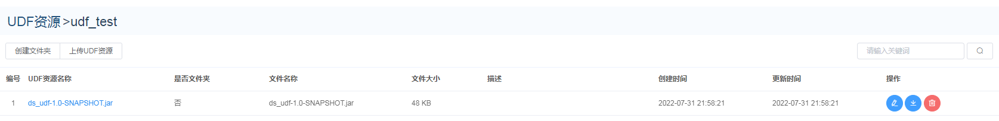 UDF资源 >udf_test
创建文件夹 上传UDF资源 请输入关键词
编号 UDF资源名称 是否文件夹 文件名称 文件大小 描述 创建时间 更新时间 操作
1 ds_udf-1.0-SNAPSHOT.jar 否 ds_udf-1.0-SNAPSHOT.jar 48 KB 2022-07-31 21:58:21 2022-07-31 21:58:21